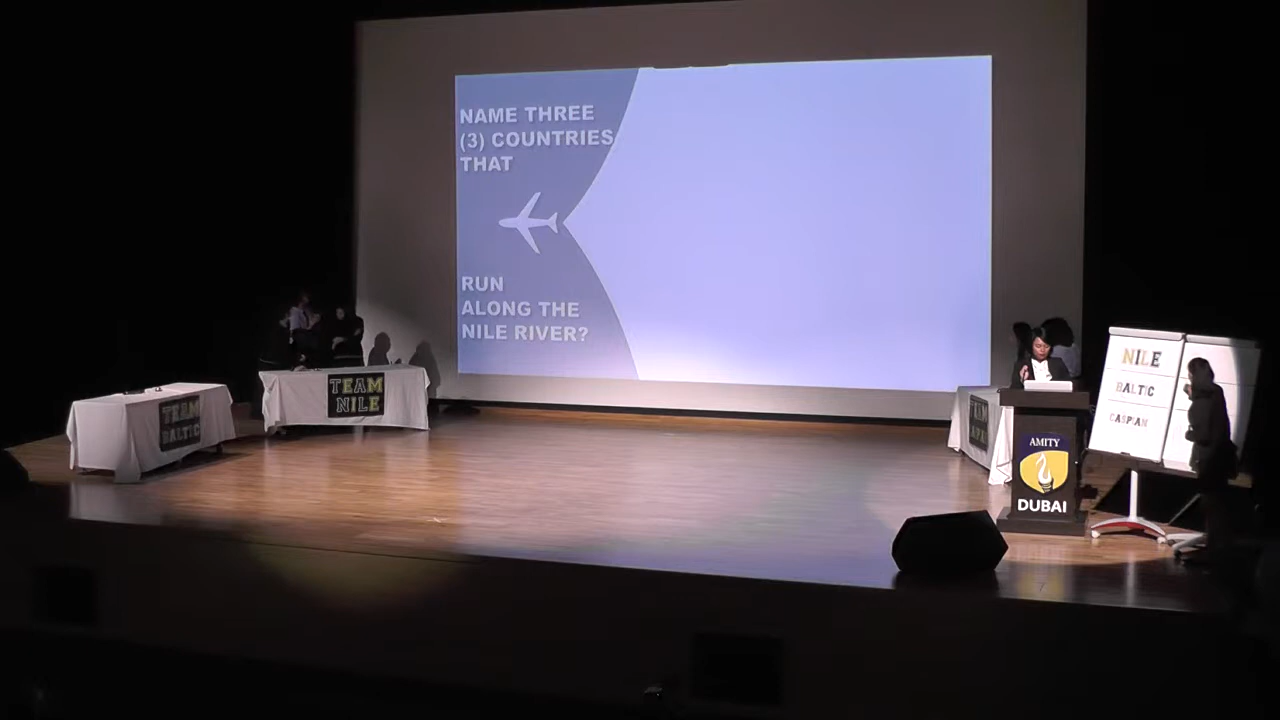 NAME THREE
(3) COUNTRIES
THAT
RUN
ALONG THE
NILE RIVER?
TEAM
BALTIC
TEAM
NILE
TEAM
AMITY
DUBAI
NILE
BALTIC
CASPIAN